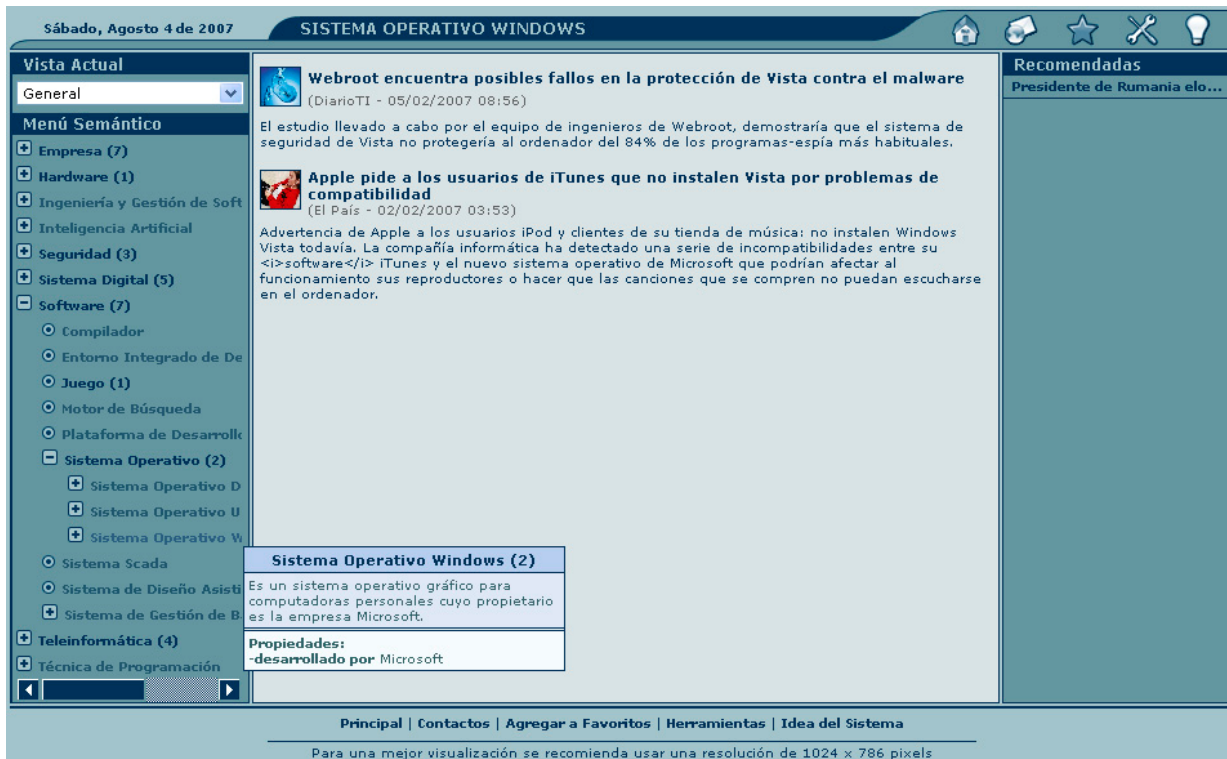 Sábado, Agosto 4 de 2007
SISTEMA OPERATIVO WINDOWS
Vista Actual
General
Menú Semántico
Empresa (7)
Hardware (1)
Ingeniería y Gestión de Soft
Inteligencia Artificial
Seguridad (3)
Sistema Digital (5)
Software (7)
Compilador
Entorno Integrado de De
Juego (1)
Motor de Búsqueda
Plataforma de Desarrollo
Sistema Operativo (2)
Sistema Operativo D
Sistema Operativo U
Sistema Operativo W
Sistema Scada
Sistema de Diseño Asisti
Sistema de Gestión de B
Teleinformática (4)
Técnica de Programación
Webroot encuentra posibles fallos en la protección de Vista contra el malware
(DiarioTI - 05/02/2007 08:56)
El estudio llevado a cabo por el equipo de ingenieros de Webroot, demostraría que el sistema de
seguridad de Vista no protegería al ordenador del 84% de los programas-espía más habituales.
Apple pide a los usuarios de iTunes que no instalen Vista por problemas de
compatibilidad
(El País - 02/02/2007 03:53)
Advertencia de Apple a los usuarios iPod y clientes de su tienda de música: no instalen Windows
Vista todavía. La compañía informática ha detectado una serie de incompatibilidades entre su
<i>software</i> iTunes y el nuevo sistema operativo de Microsoft que podrían afectar al
funcionamiento sus reproductores o hacer que las canciones que se compren no puedan escucharse
en el ordenador.
Sistema Operativo Windows (2)
Es un sistema operativo gráfico para
computadoras personales cuyo propietario
es la empresa Microsoft.
Propiedades:
-desarrollado por Microsoft
Recomendadas
Presidente de Rumania elo...
Principal | Contactos | Agregar a Favoritos | Herramientas | Idea del Sistema
Para una mejor visualización se recomienda usar una resolución de 1024 x 786 pixels